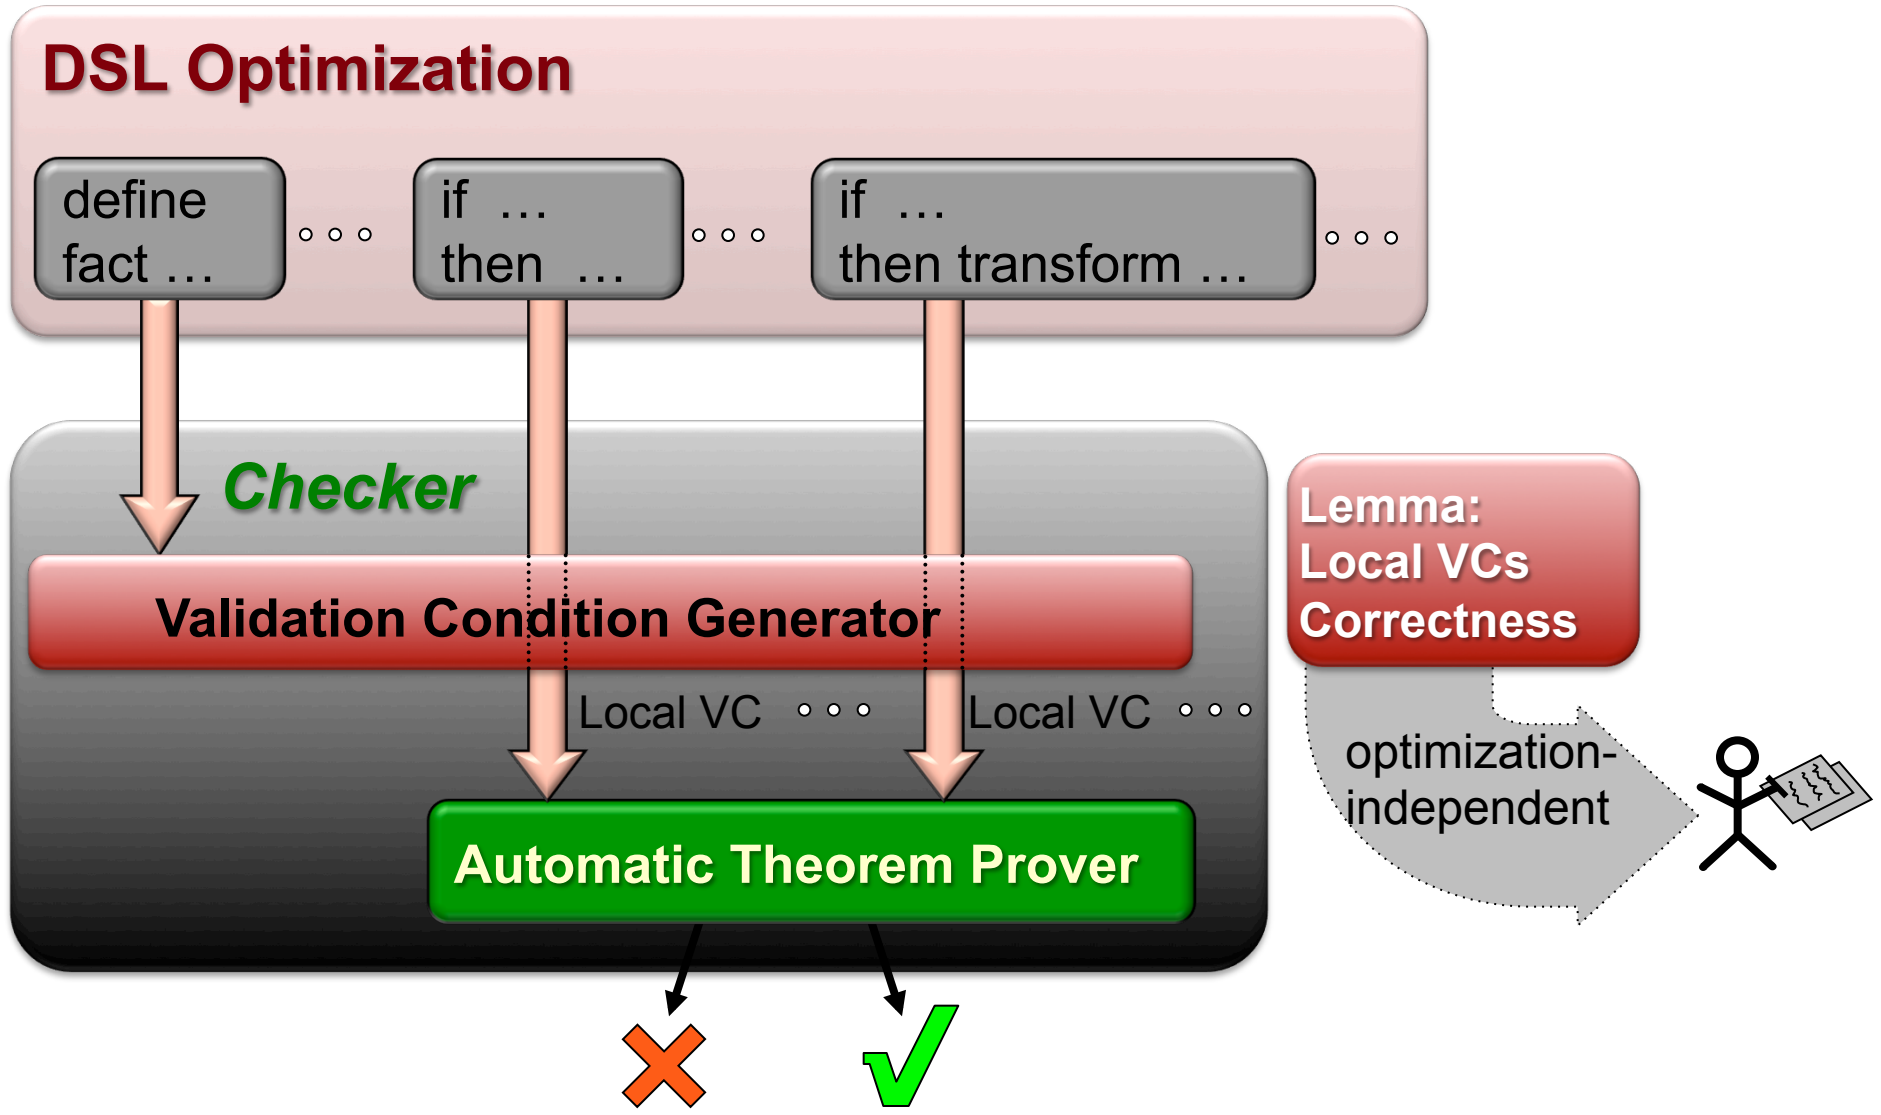 DSL Optimization
define
fact …
if …
then …
if …
then transform …
Checker
Validation Condition Generator
Local VC
Local VC
Automatic Theorem Prover
Lemma:
Local VCs
Correctness
optimization-
independent